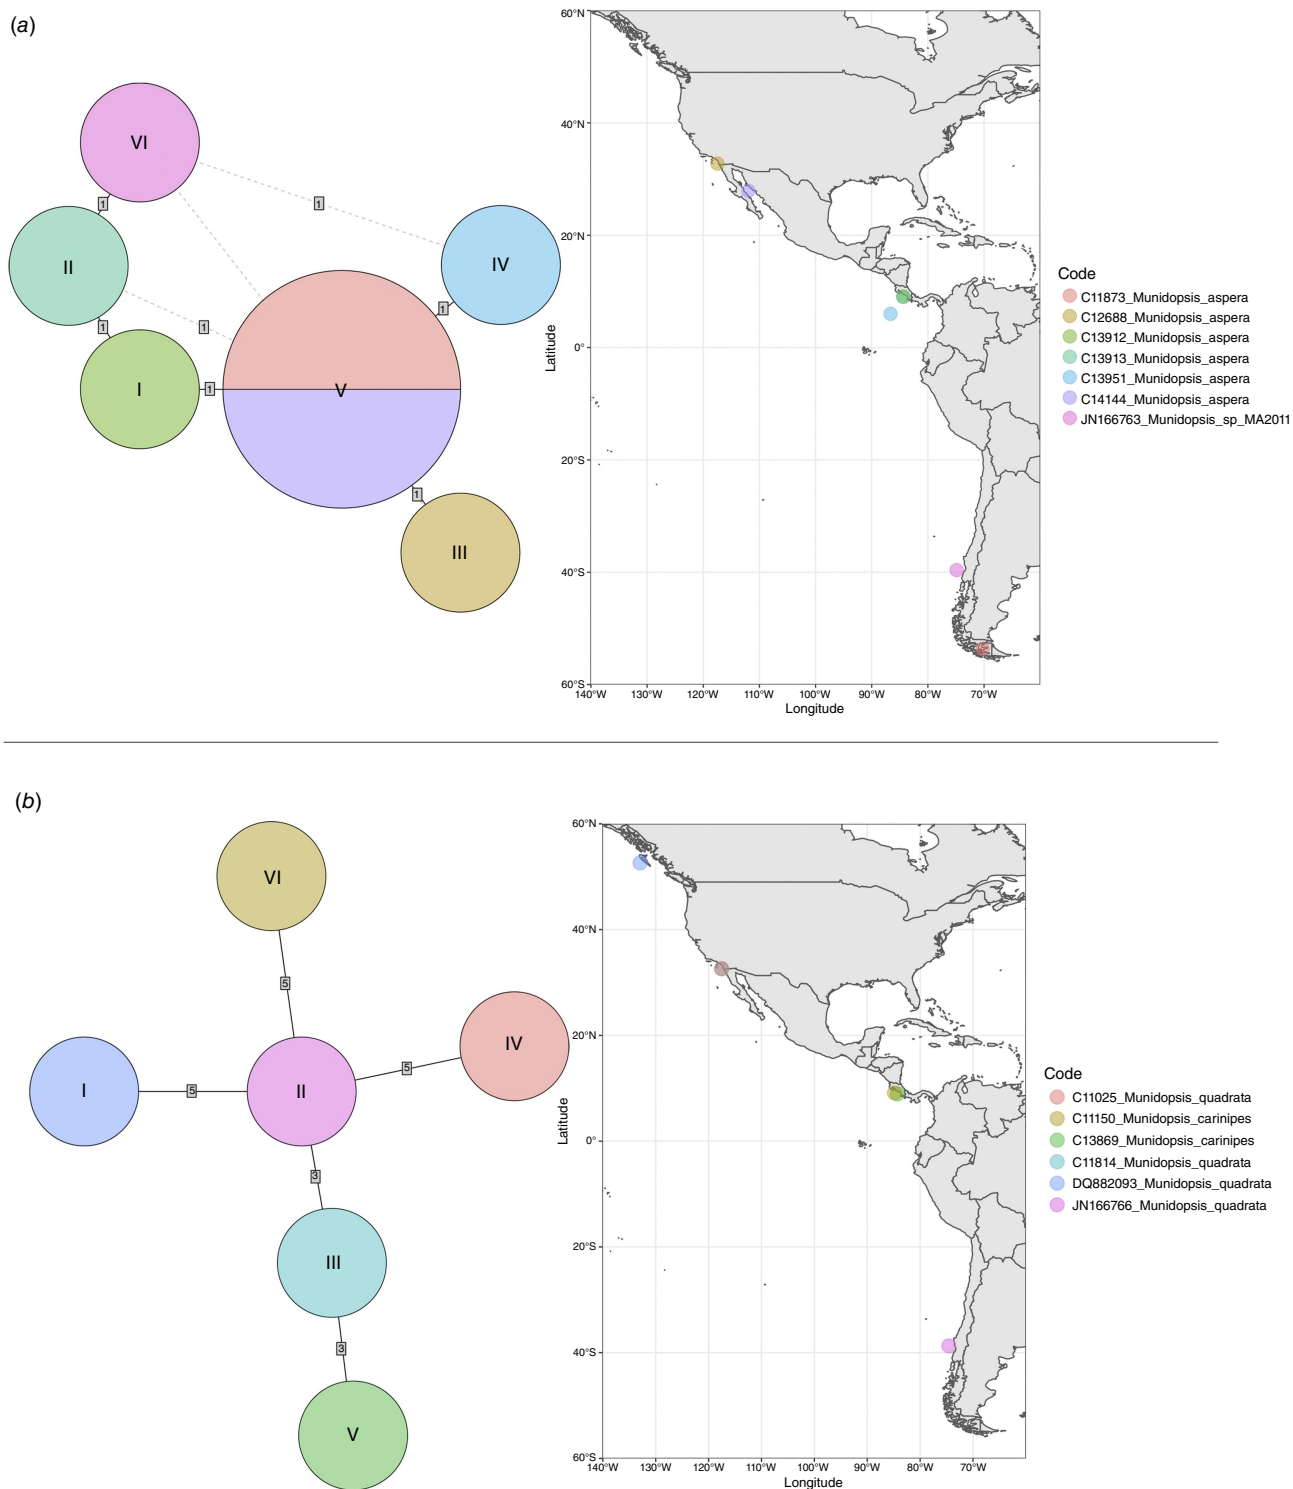 (a)
VI
1
1
II
IV
1
1
1
I
1
V
1
III
60°N
40°N
20°N
0°
20°S
40°S
60°S
Latitude
140°W 130°W 120°W 110°W 100°W 90°W 80°W 70°W
Longitude
Code
C11873_Munidopsis_aspera
C12688_Munidopsis_aspera
C13912_Munidopsis_aspera
C13913_Munidopsis_aspera
C13951_Munidopsis_aspera
C14144_Munidopsis_aspera
JN166763_Munidopsis_sp_MA2011
(b)
VI
5
IV
5
I
5
II
3
III
3
V
60°N
40°N
20°N
0°
20°S
40°S
60°S
Latitude
140°W 130°W 120°W 110°W 100°W 90°W 80°W 70°W
Longitude
Code
C11025_Munidopsis_quadrata
C11150_Munidopsis_carinipes
C13869_Munidopsis_carinipes
C11814_Munidopsis_quadrata
DQ882093_Munidopsis_quadrata
JN166766_Munidopsis_quadrata